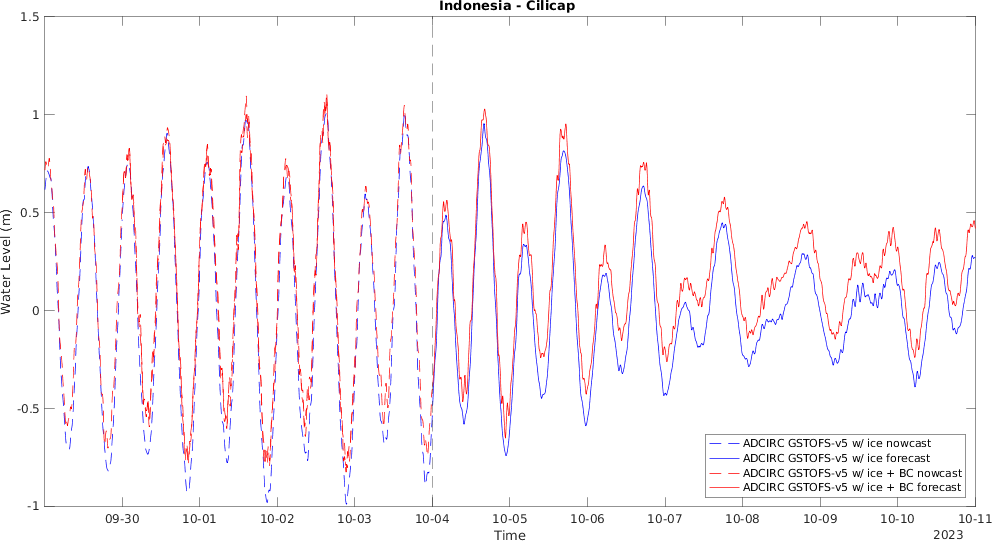 Indonesia - Cilicap
1.5
1
0.5
0
-0.5
-1
Water Level (m)
ADCIRC GSTOFS-v5 w/ ice nowcast
ADCIRC GSTOFS-v5 w/ ice forecast
ADCIRC GSTOFS-v5 w/ ice + BC nowcast
ADCIRC GSTOFS-v5 w/ ice + BC forecast
09-30 10-01 10-02 10-03 10-04 10-05 10-06 10-07 10-08 10-09 10-10 10-11
Time
2023